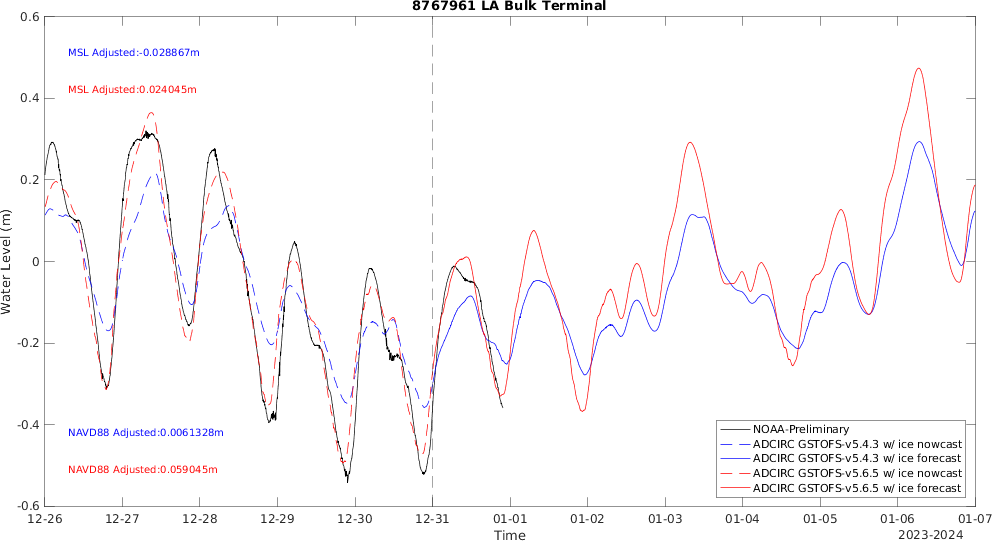 8767961 LA Bulk Terminal
0.6
0.4
0.2
0
-0.2
-0.4
-0.6
Water Level (m)
MSL Adjusted:-0.028867m
MSL Adjusted:0.024045m
NAVD88 Adjusted:0.0061328m
NAVD88 Adjusted:0.059045m
NOAA-Preliminary
ADCIRC GSTOFS-v5.4.3 w/ ice nowcast
ADCIRC GSTOFS-v5.4.3 w/ ice forecast
ADCIRC GSTOFS-v5.6.5 w/ ice nowcast
ADCIRC GSTOFS-v5.6.5 w/ ice forecast
12-26 12-27 12-28 12-29 12-30 12-31 01-01 01-02 01-03 01-04 01-05 01-06 01-07
Time
2023-2024